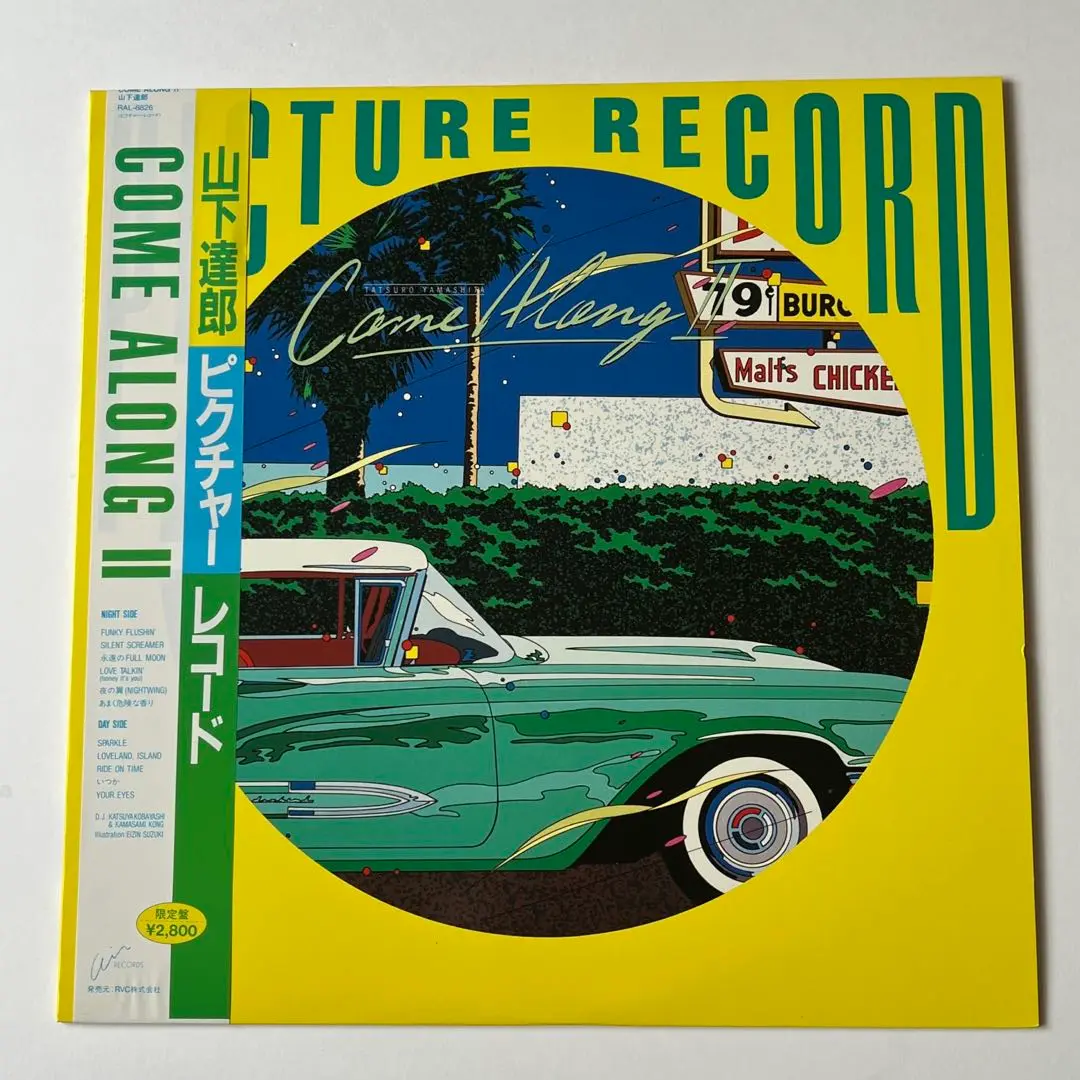 COME ALONG II
山下達郎
RAL-8826
(ピクチャー・レコード)
COME ALONG II
山下達郎
ピクチャー
レコード
CTURE RECORD
TATSURO YAMASHITA
Come Along II
79¢ BURG
Malts CHICKE
NIGHT SIDE
FUNKY FLUSHIN'
SILENT SCREAMER
永遠のFULL MOON
LOVE TALKIN'
(honey it's you)
夜の翼(NIGHTWING)
あまく危険な香り
DAY SIDE
SPARKLE
LOVELAND, ISLAND
RIDE ON TIME
いつか
YOUR EYES
D.J.:KATSUYA KOBAYASHI
& KAMASAMI KONG
Illustration:EIZIN SUZUKI
限定盤
¥2,800
air
RECORDS
発売元:RVC株式会社